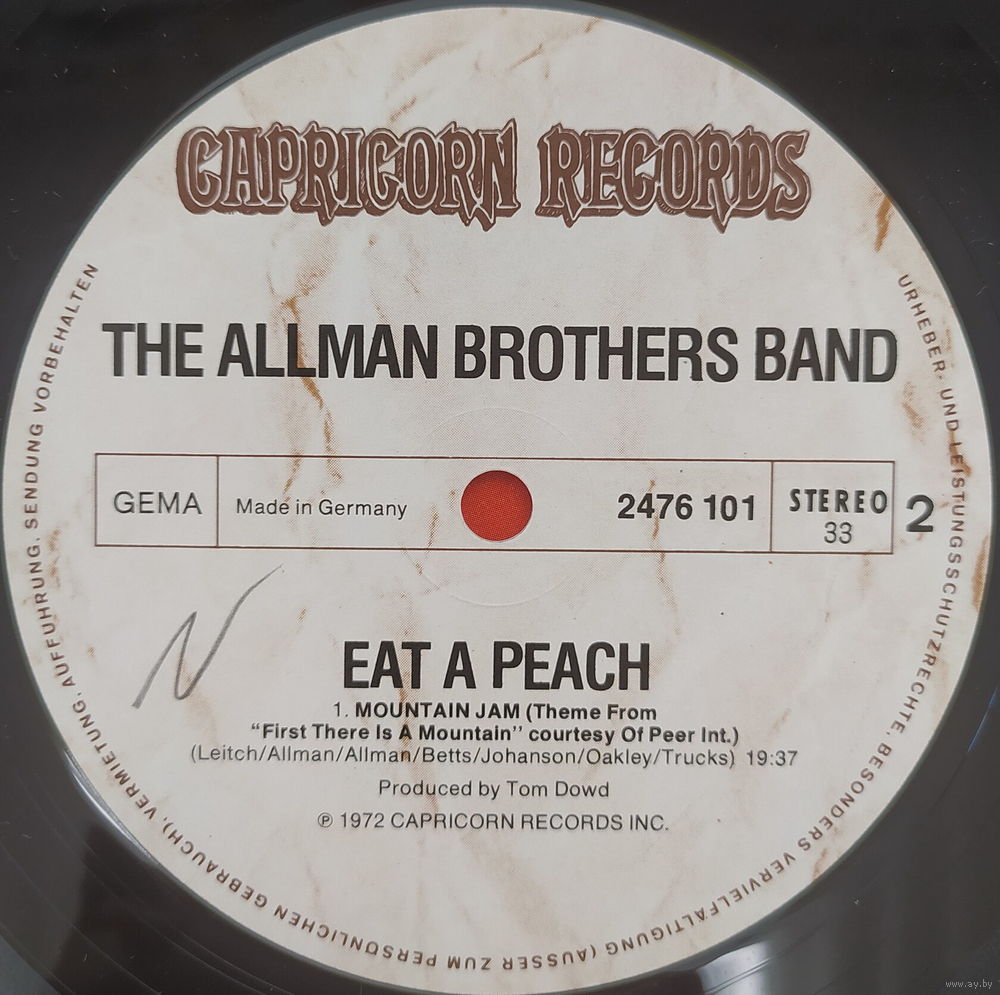 CAPRICORN RECORDS
THE ALLMAN BROTHERS BAND
GEMA
Made in Germany
2476 101
STEREO
33
2
N
EAT A PEACH
1. MOUNTAIN JAM (Theme From
“First There Is A Mountain” courtesy Of Peer Int.)
(Leitch/Allman/Allman/Betts/Johanson/Oakley/Trucks) 19:37
Produced by Tom Dowd
℗ 1972 CAPRICORN RECORDS INC.
URHEBER- UND LEISTUNGSSCHUTZRECHTE, BESONDERS VERVIELFÄLTIGUNG (AUSSER ZUM PERSÖNLICHEN GEBRAUCH), VERMIETUNG, AUFFÜHRUNG, SENDUNG VORBEHALTEN
www.ay.by